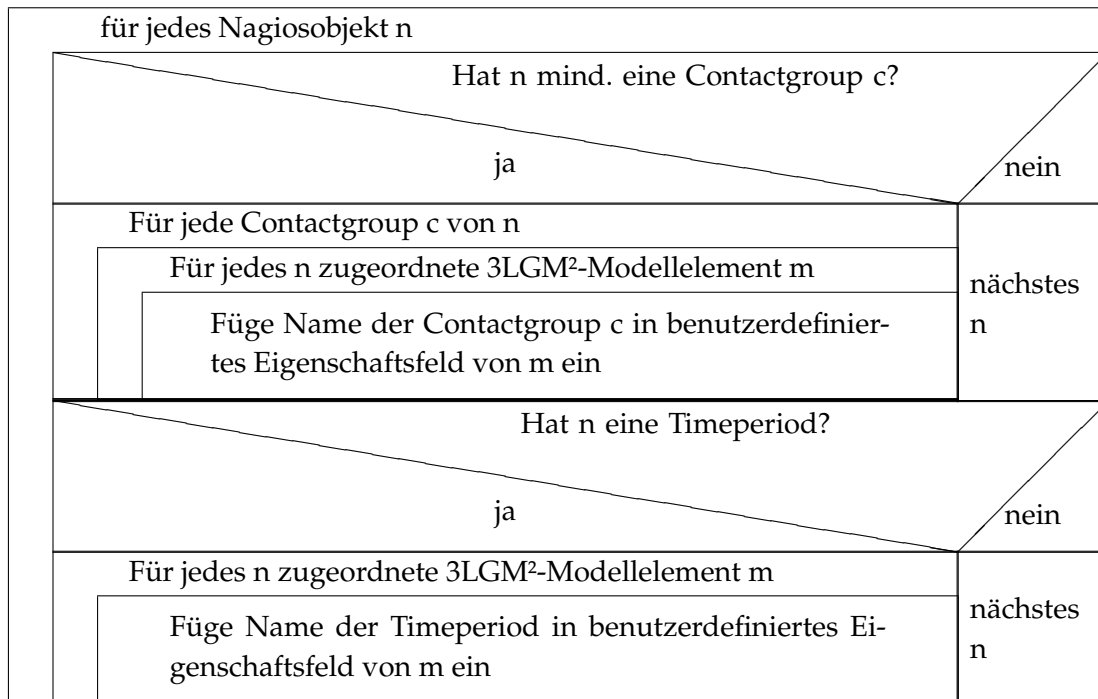 für jedes Nagiosobjekt n
Hat n mind. eine Contactgroup c?
ja
nein
Für jede Contactgroup c von n
Für jedes n zugeordnete 3LGM²-Modellelement m
Füge Name der Contactgroup c in benutzerdefinier-
tes Eigenschaftsfeld von m ein
nächstes
n
Hat n eine Timeperiod?
ja
nein
Für jedes n zugeordnete 3LGM²-Modellelement m
Füge Name der Timeperiod in benutzerdefiniertes Ei-
genschaftsfeld von m ein
nächstes
n